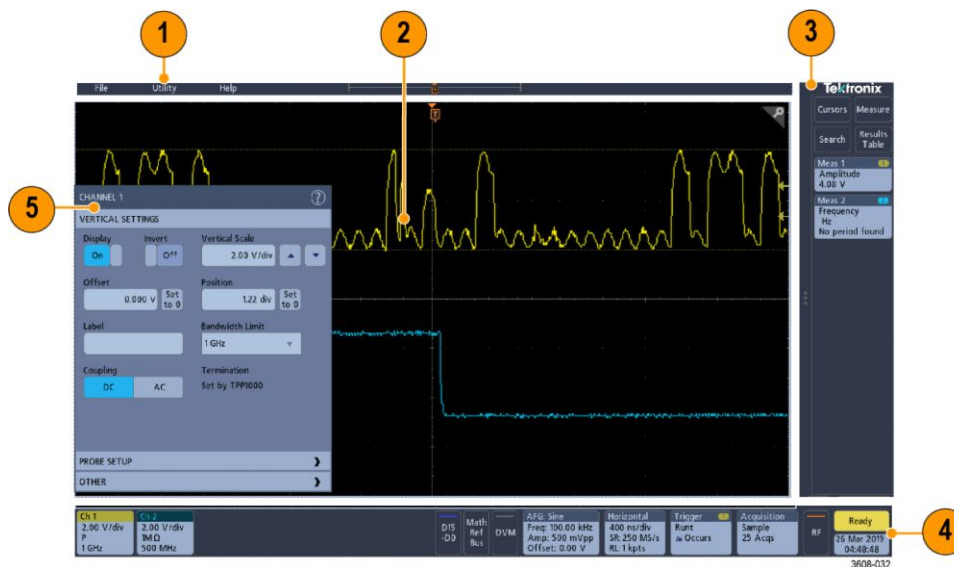 1
2
3
File Utility Help
Tektronix
Cursors Measure
Search Results Table
T
Meas 1 1
Amplitude
4.08 V
Meas 2 2
Frequency
Hz
No period found
5
CHANNEL 1 ?
VERTICAL SETTINGS
Display Invert Vertical Scale
On Off 2.00 V/div
Offset Position
0.000 V Set to 0 1.22 div Set to 0
Label Bandwidth Limit
1 GHz
Coupling Termination
DC AC Set by TPP1000
PROBE SETUP
OTHER
Ch 1
2.00 V/div
P
1 GHz
Ch 2
2.00 V/div
1MΩ
500 MHz
D15
-D0
Math
Ref
Bus
DVM
AFG: Sine
Freq: 100.00 kHz
Amp: 500 mVpp
Offset: 0.00 V
Horizontal
400 ns/div
SR: 250 MS/s
RL: 1 kpts
Trigger 1
Runt
Occurs
Acquisition
Sample
25 Acqs
RF
Ready
26 Mar 2019
04:48:48
4
3608-032